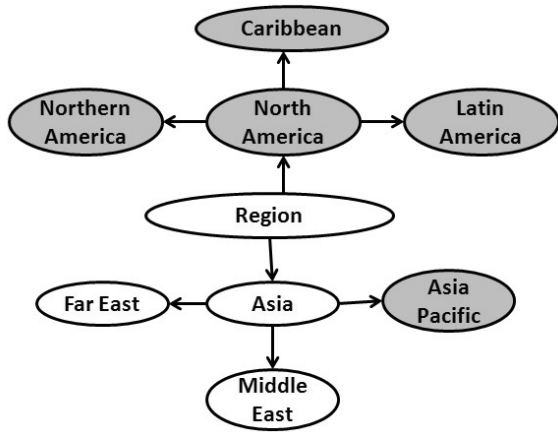 Caribbean
Northern
America
North
America
Latin
America
Region
Far East
Asia
Asia
Pacific
Middle
East